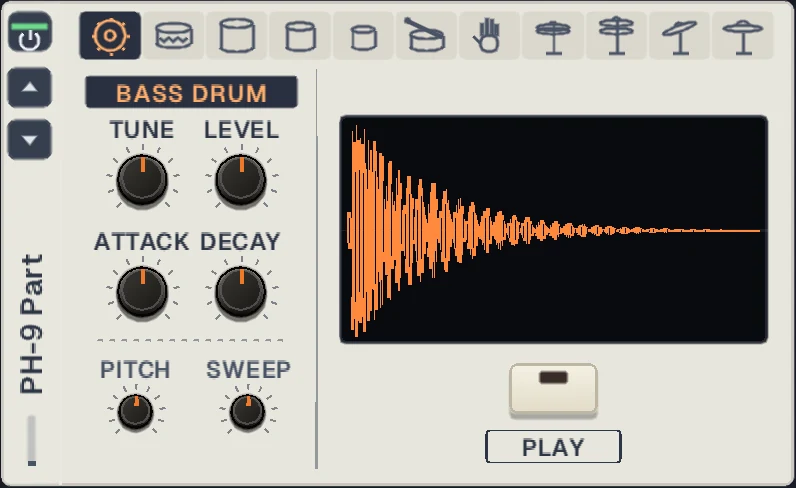 BASS DRUM
TUNE LEVEL
ATTACK DECAY
PITCH SWEEP
PH-9 Part
PLAY